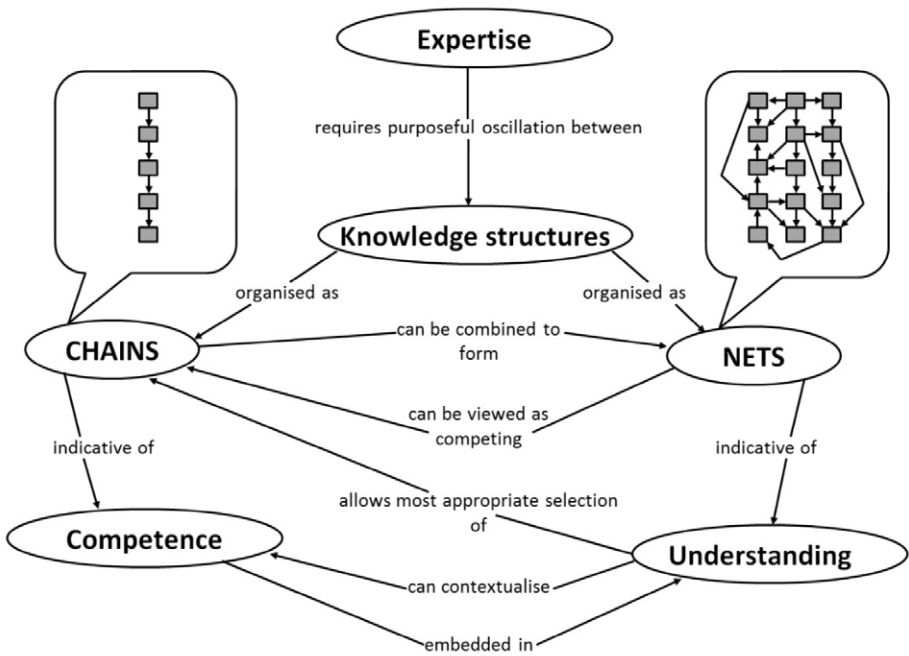 Expertise
requires purposeful oscillation between
Knowledge structures
organised as
organised as
CHAINS
can be combined to
form
NETS
can be viewed as
competing
indicative of
indicative of
allows most appropriate selection
of
Competence
Understanding
can contextualise
embedded in